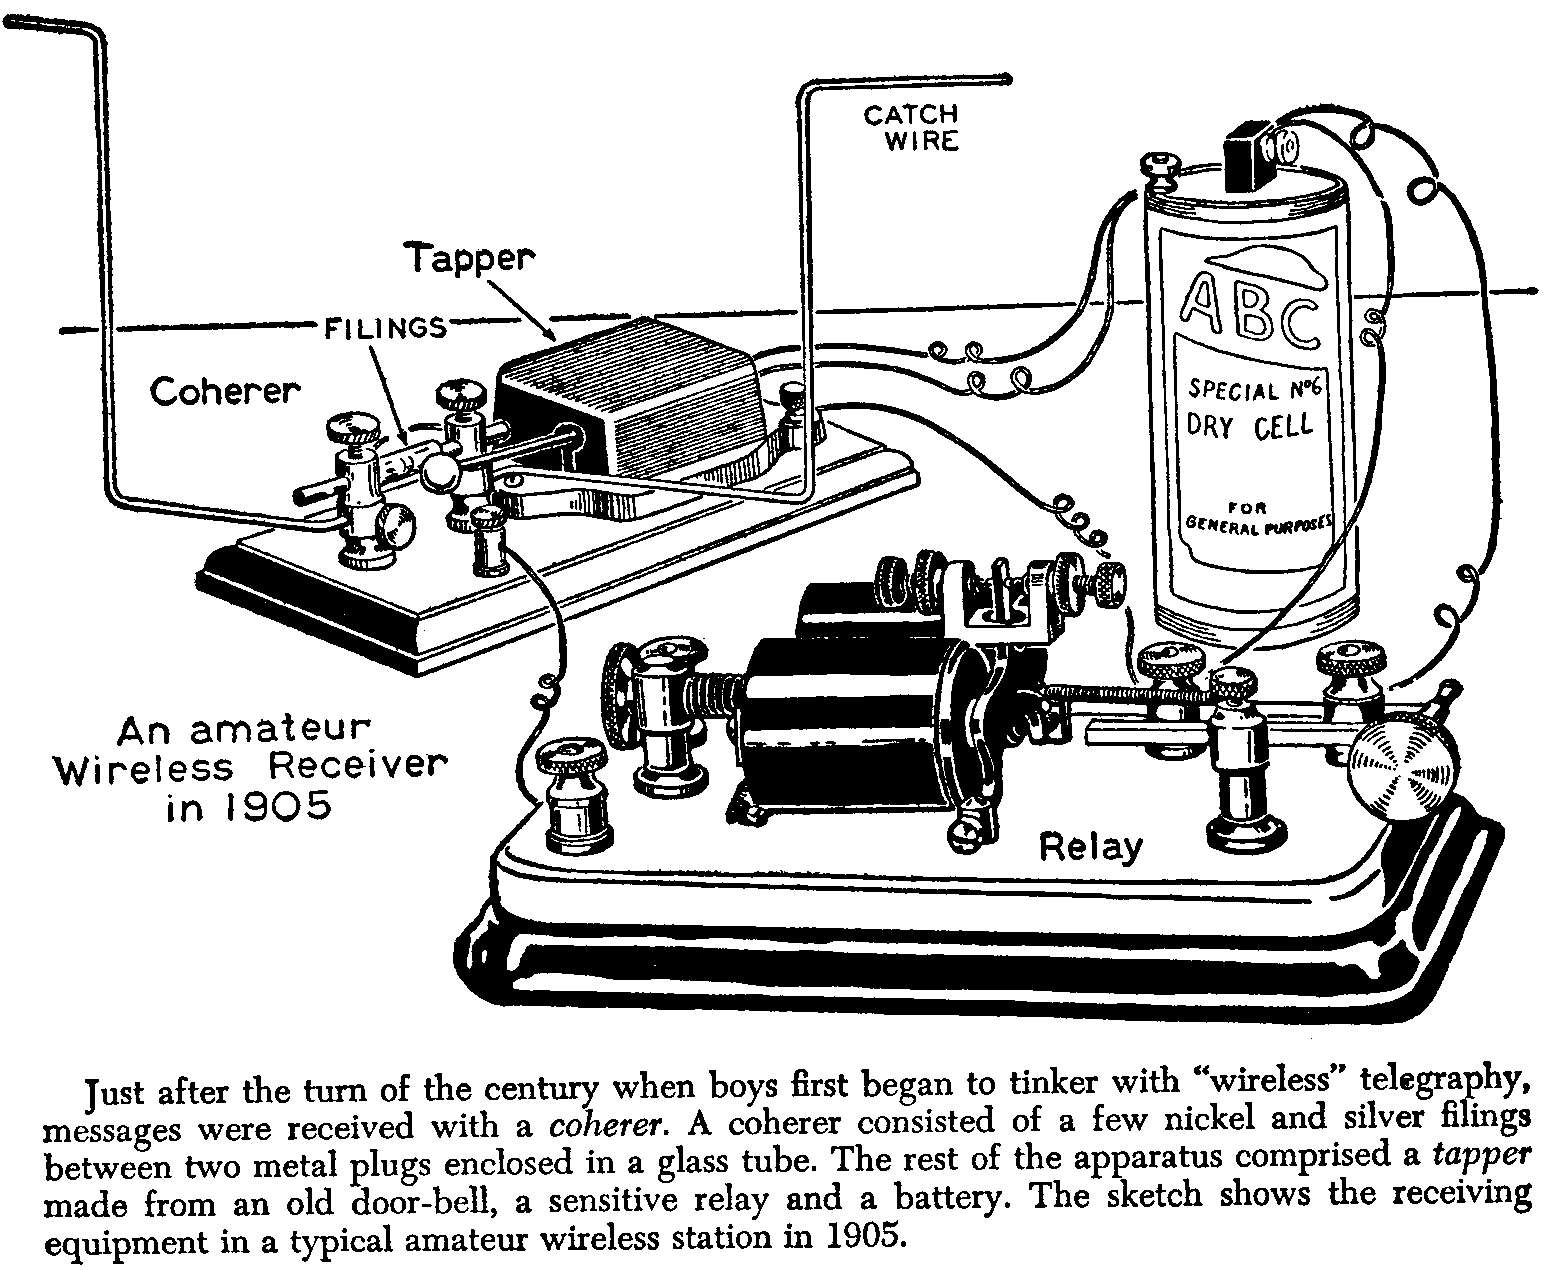 CATCH
WIRE
Tapper
FILINGS
Coherer
ABC
SPECIAL Nº6
DRY CELL
FOR
GENERAL PURPOSES
An amateur
Wireless Receiver
in 1905
Relay
Just after the turn of the century when boys first began to tinker with “wireless” telegraphy,
messages were received with a coherer. A coherer consisted of a few nickel and silver filings
between two metal plugs enclosed in a glass tube. The rest of the apparatus comprised a tapper
made from an old door-bell, a sensitive relay and a battery. The sketch shows the receiving
equipment in a typical amateur wireless station in 1905.